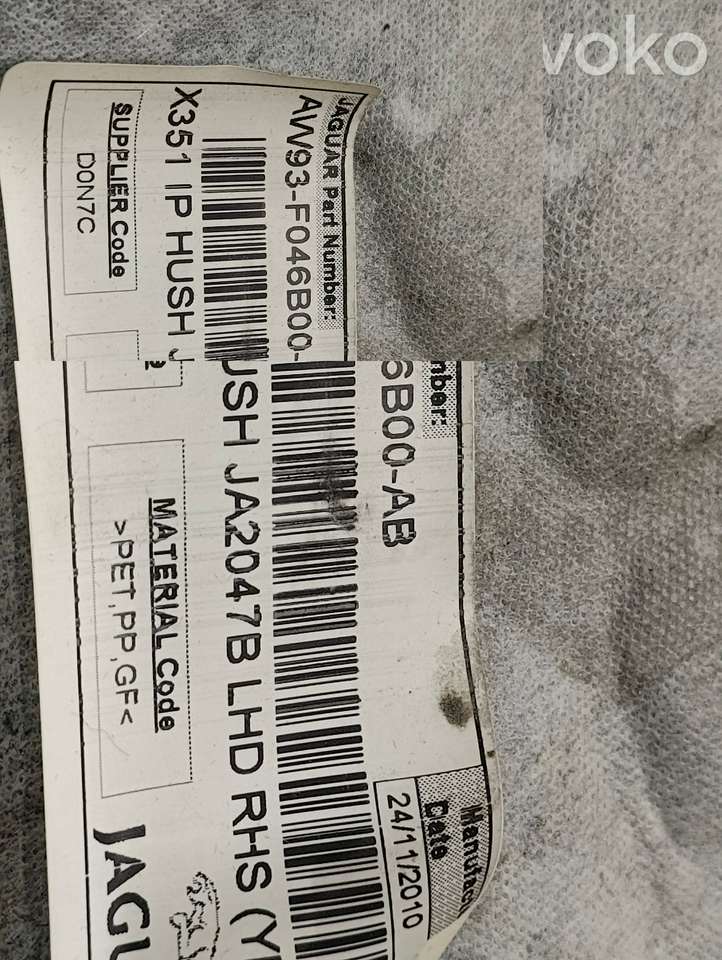 voko
JAGUAR Part Number:
AW93-F046B00-
X351 IP HUSH J
SUPPLIER Code
D0N7C
mber:
6B00-AB
USH JA2047B LHD RHS (Y
MATERIAL Code
>PET,PP,GF<
Manufac
Date
24/11/2010
JAGU